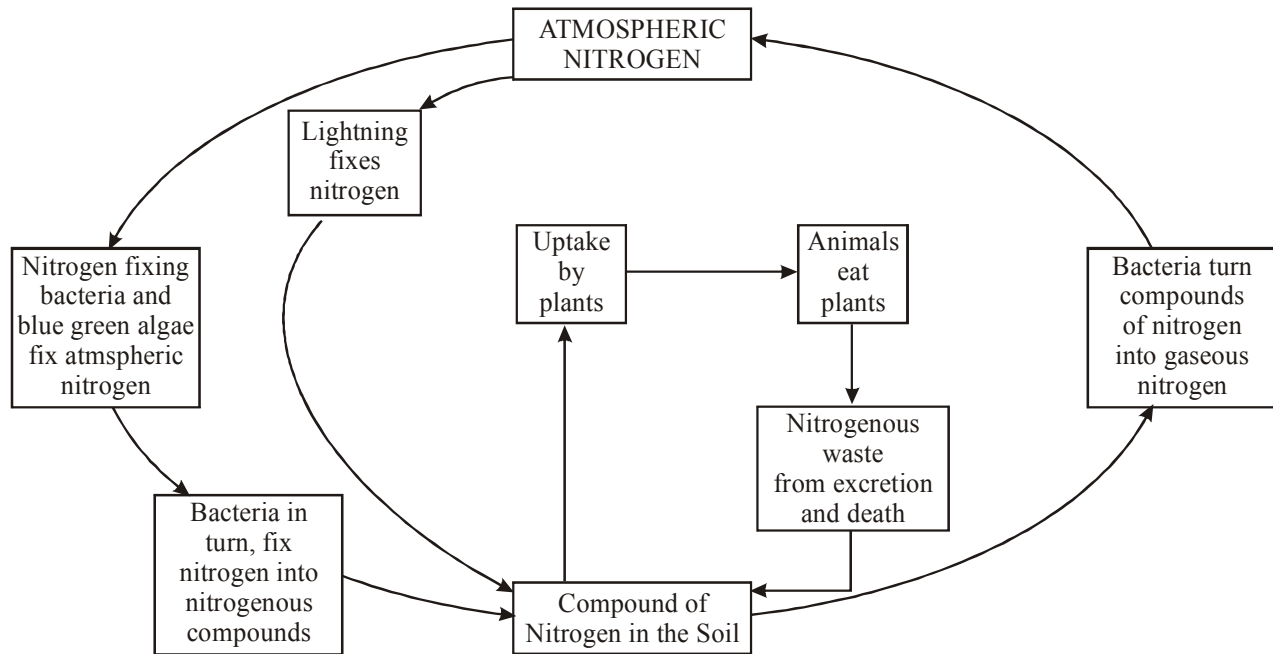 ATMOSPHERIC
NITROGEN
Lightning
fixes
nitrogen
Uptake
by
plants
Animals
eat
plants
Nitrogen fixing
bacteria and
blue green algae
fix atmspheric
nitrogen
Bacteria turn
compounds
of nitrogen
into gaseous
nitrogen
Nitrogenous
waste
from excretion
and death
Bacteria in
turn, fix
nitrogen into
nitrogenous
compounds
Compound of
Nitrogen in the Soil